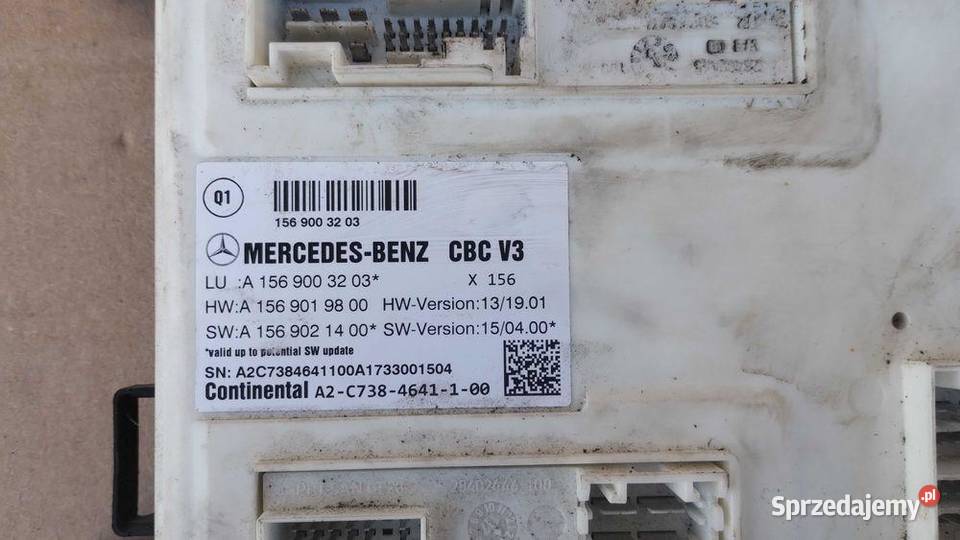 Q1
156 900 32 03
MERCEDES-BENZ CBC V3
LU :A 156 900 32 03* X 156
HW:A 156 901 98 00 HW-Version:13/19.01
SW:A 156 902 14 00* SW-Version:15/04.00*
*valid up to potential SW update
SN: A2C7384641100A1733001504
Continental A2-C738-4641-1-00
Sprzedajemy.pl